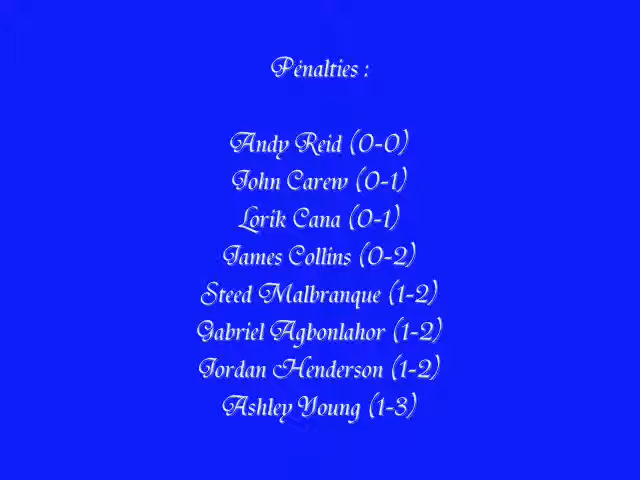 Pénalties :
Andy Reid (0-0)
John Carew (0-1)
Lorik Cana (0-1)
James Collins (0-2)
Steed Malbranque (1-2)
Gabriel Agbonlahor (1-2)
Jordan Henderson (1-2)
Ashley Young (1-3)